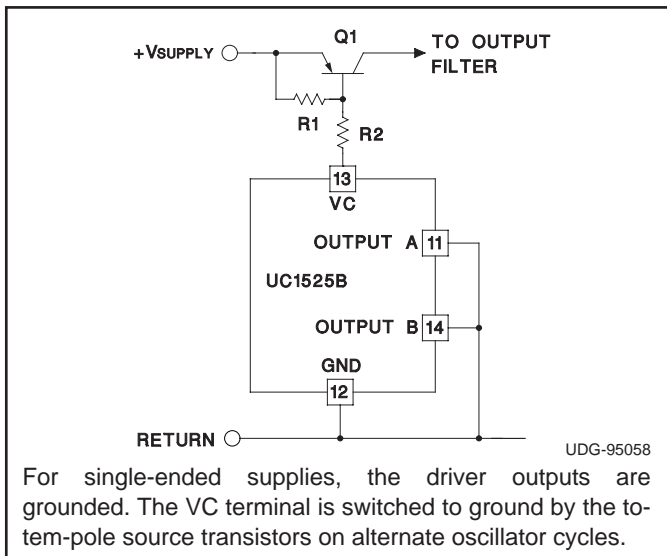 Q1
+VSUPPLY
TO OUTPUT
FILTER
R1
R2
13
VC
OUTPUT A 11
UC1525B
OUTPUT B 14
GND
12
RETURN
UDG-95058
For single-ended supplies, the driver outputs are
grounded. The VC terminal is switched to ground by the to-
tem-pole source transistors on alternate oscillator cycles.